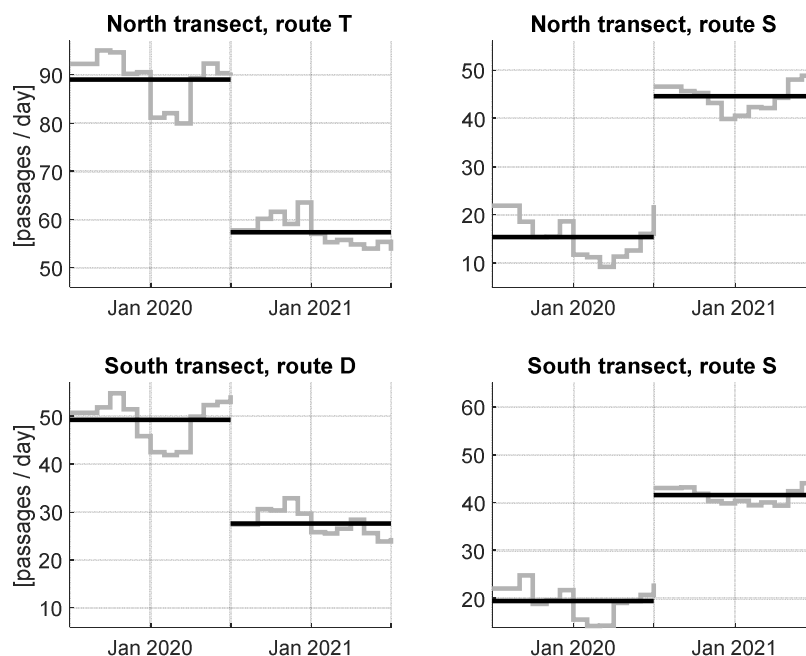 North transect, route T
[passages / day]
90
80
70
60
50
Jan 2020
Jan 2021
North transect, route S
50
40
30
20
10
Jan 2020
Jan 2021
South transect, route D
[passages / day]
50
40
30
20
10
Jan 2020
Jan 2021
South transect, route S
60
50
40
30
20
Jan 2020
Jan 2021